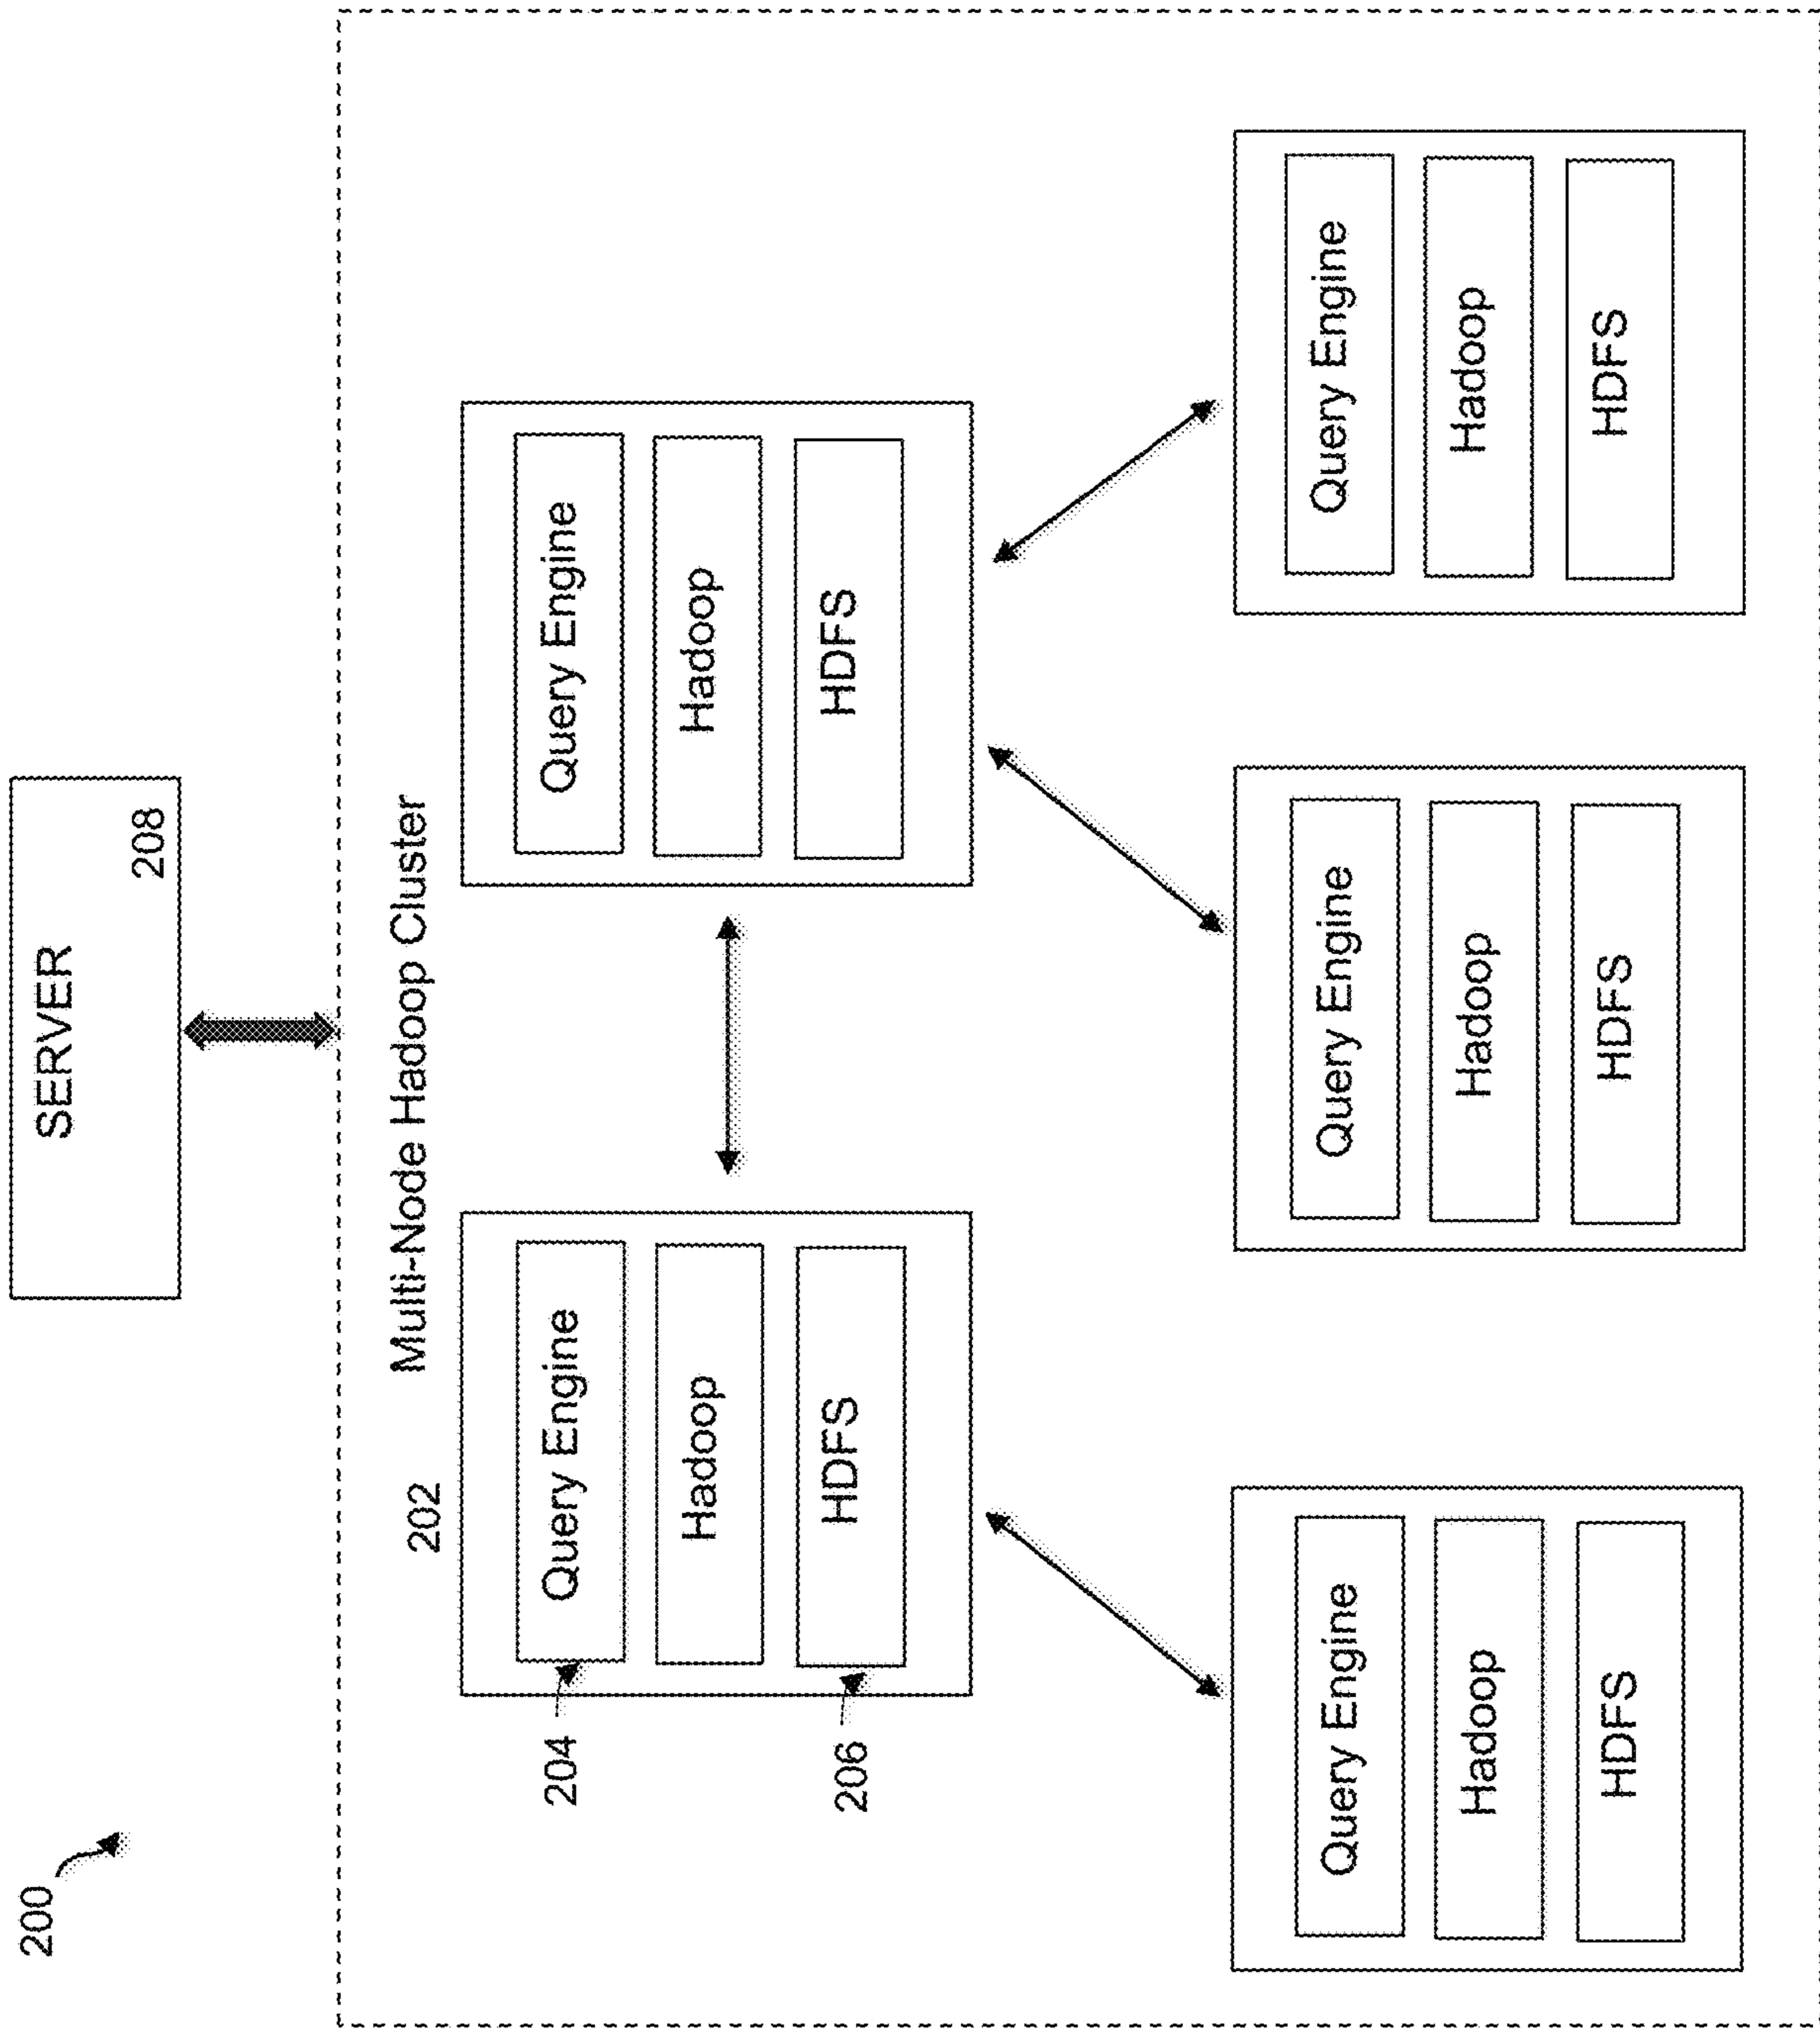 200
SERVER
208
Multi-Node Hadoop Cluster
202
204
Query Engine
Hadoop
206
HDFS
Query Engine
Hadoop
HDFS
Query Engine
Hadoop
HDFS
Query Engine
Hadoop
HDFS
Query Engine
Hadoop
HDFS